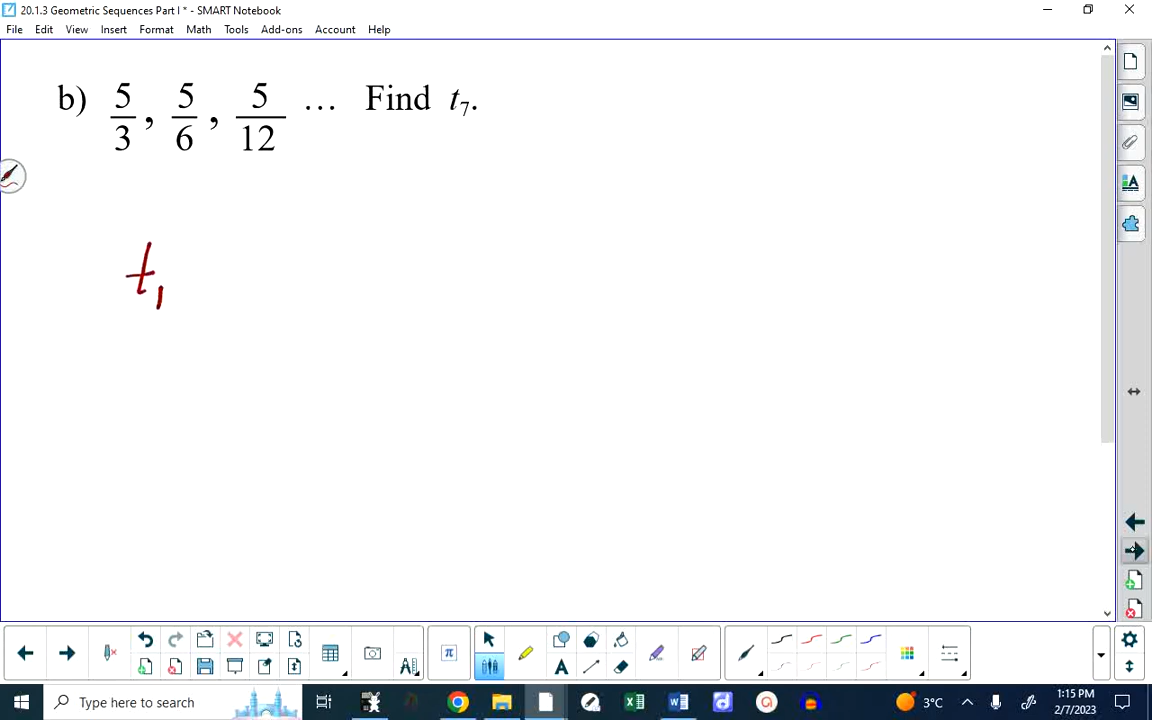 20.1.3 Geometric Sequences Part I * - SMART Notebook
File Edit View Insert Format Math Tools Add-ons Account Help
b) 5/3, 5/6, 5/12 ... Find t₇.
t₁
π
A
A
Type here to search
3°C
1:15 PM
2/7/2023